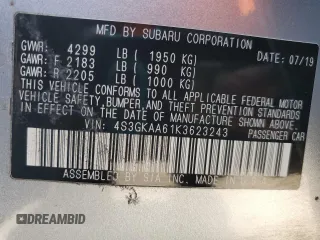 MFD BY SUBARU CORPORATION
GVWR: 4299 LB ( 1950 KG) DATE: 07/19
GAWR: F 2183 LB ( 990 KG)
GAWR: R 2205 LB ( 1000 KG)
THIS VEHICLE CONFORMS TO ALL APPLICABLE FEDERAL MOTOR
VEHICLE SAFETY, BUMPER, AND THEFT PREVENTION STANDARDS IN
EFFECT ON THE DATE OF MANUFACTURE SHOWN ABOVE
VIN: 4S3GKAA61K3623243 PASSENGER CAR
ASSEMBLED BY SIA, INC. MADE IN
DREAMBID